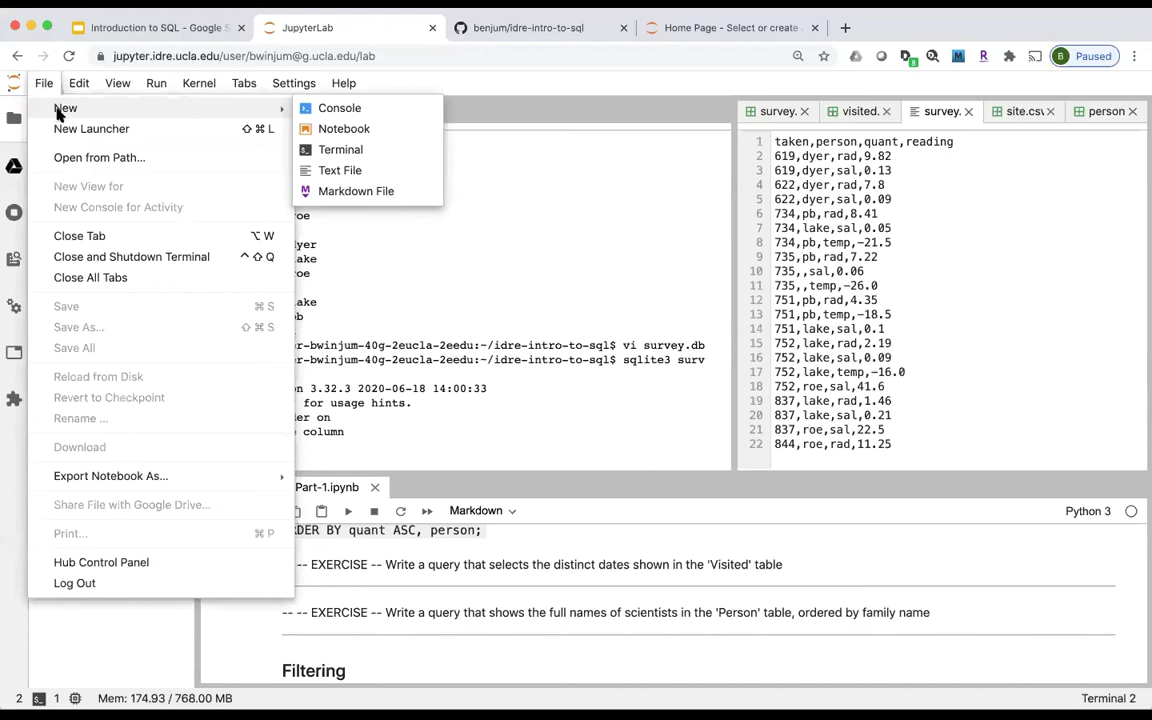 Introduction to SQL - Google S
JupyterLab
benjum/idre-intro-to-sql
Home Page - Select or create
jupyter.idre.ucla.edu/user/bwinjum@g.ucla.edu/lab
8
M
R
B
Paused
File Edit View Run Kernel Tabs Settings Help
New
New Launcher ⇧ ⌘ L
Open from Path...
New View for
New Console for Activity
Close Tab ⌥ W
Close and Shutdown Terminal ^ ⇧ Q
Close All Tabs
Save ⌘ S
Save As... ⇧ ⌘ S
Save All
Reload from Disk
Revert to Checkpoint
Rename ...
Download
Export Notebook As...
Share File with Google Drive...
Print... ⌘ P
Hub Control Panel
Log Out
Console
Notebook
Terminal
Text File
M Markdown File
roe
yer
ake
roe
ake
b
er-bwinjum-40g-2eucla-2eedu:~/idre-intro-to-sql$ vi survey.db
er-bwinjum-40g-2eucla-2eedu:~/idre-intro-to-sql$ sqlite3 surv
on 3.32.3 2020-06-18 14:00:33
for usage hints.
der on
e column
survey. visited. survey. site.csv person
1 taken,person,quant,reading
2 619,dyer,rad,9.82
3 619,dyer,sal,0.13
4 622,dyer,rad,7.8
5 622,dyer,sal,0.09
6 734,pb,rad,8.41
7 734,lake,sal,0.05
8 734,pb,temp,-21.5
9 735,pb,rad,7.22
10 735,,sal,0.06
11 735,,temp,-26.0
12 751,pb,rad,4.35
13 751,pb,temp,-18.5
14 751,lake,sal,0.1
15 752,lake,rad,2.19
16 752,lake,sal,0.09
17 752,lake,temp,-16.0
18 752,roe,sal,41.6
19 837,lake,rad,1.46
20 837,lake,sal,0.21
21 837,roe,sal,22.5
22 844,roe,rad,11.25
Part-1.ipynb
Markdown
Python 3
RDER BY quant ASC, person;
-- EXERCISE -- Write a query that selects the distinct dates shown in the 'Visited' table
-- -- EXERCISE -- Write a query that shows the full names of scientists in the 'Person' table, ordered by family name
Filtering
2 1 Mem: 174.93 / 768.00 MB
Terminal 2